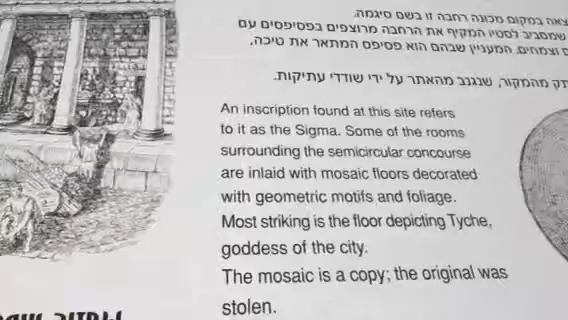 צאה במקום מכונה רחבה זו בשם סיגמה.
שמסביב לסטיו המקיף את הרחבה מרוצפים בפסיפסים עם
וצמחים. המעניין שבהם הוא פסיפס המתאר את טיכה,
תק מהמקור, שנגנב מהאתר על ידי שודדי עתיקות.
An inscription found at this site refers
to it as the Sigma. Some of the rooms
surrounding the semicircular concourse
are inlaid with mosaic floors decorated
with geometric motifs and foliage.
Most striking is the floor depicting Tyche,
goddess of the city.
The mosaic is a copy; the original was
stolen.